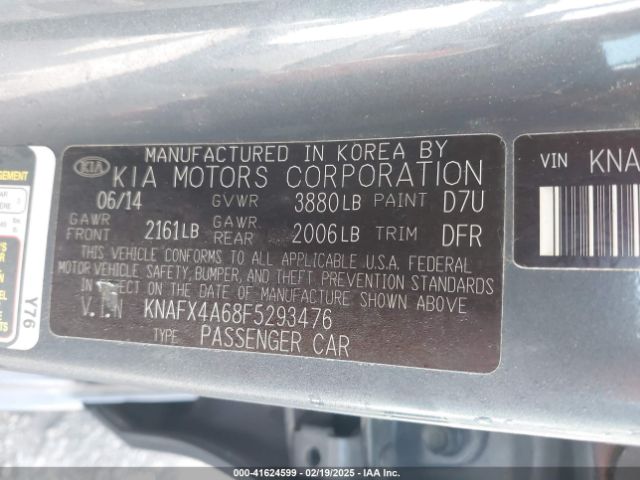 MANUFACTURED IN KOREA BY
KIA KIA MOTORS CORPORATION
06/14 GVWR 3880LB PAINT D7U
GAWR FRONT 2161LB GAWR REAR 2006LB TRIM DFR
THIS VEHICLE CONFORMS TO ALL APPLICABLE U.S.A. FEDERAL
MOTOR VEHICLE SAFETY, BUMPER, AND THEFT PREVENTION STANDARDS
IN EFFECT ON THE DATE OF MANUFACTURE SHOWN ABOVE
V.I.N KNAFX4A68F5293476
TYPE PASSENGER CAR
VIN KNA
Y76
000-41624599 — 02/19/2025 — IAA Inc.